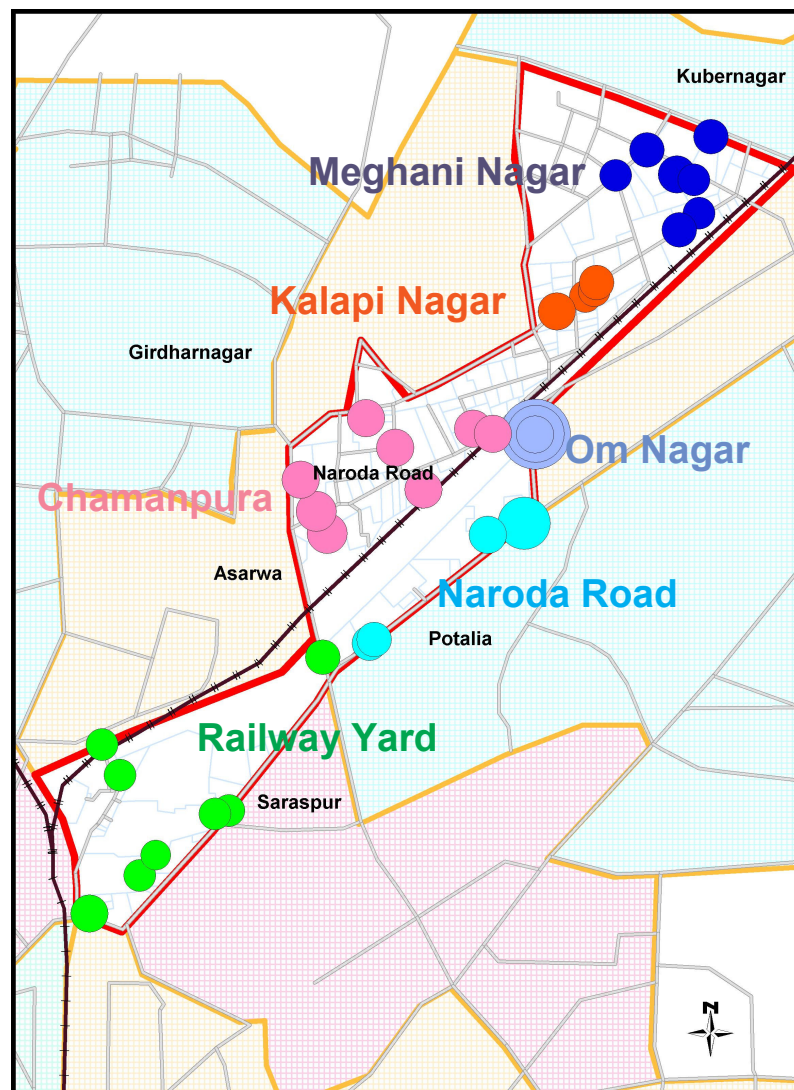 Kubernagar
Meghani Nagar
Kalapi Nagar
Girdharnagar
Om Nagar
Naroda Road
Chamanpura
Asarwa
Naroda Road
Potalia
Railway Yard
Saraspur
N